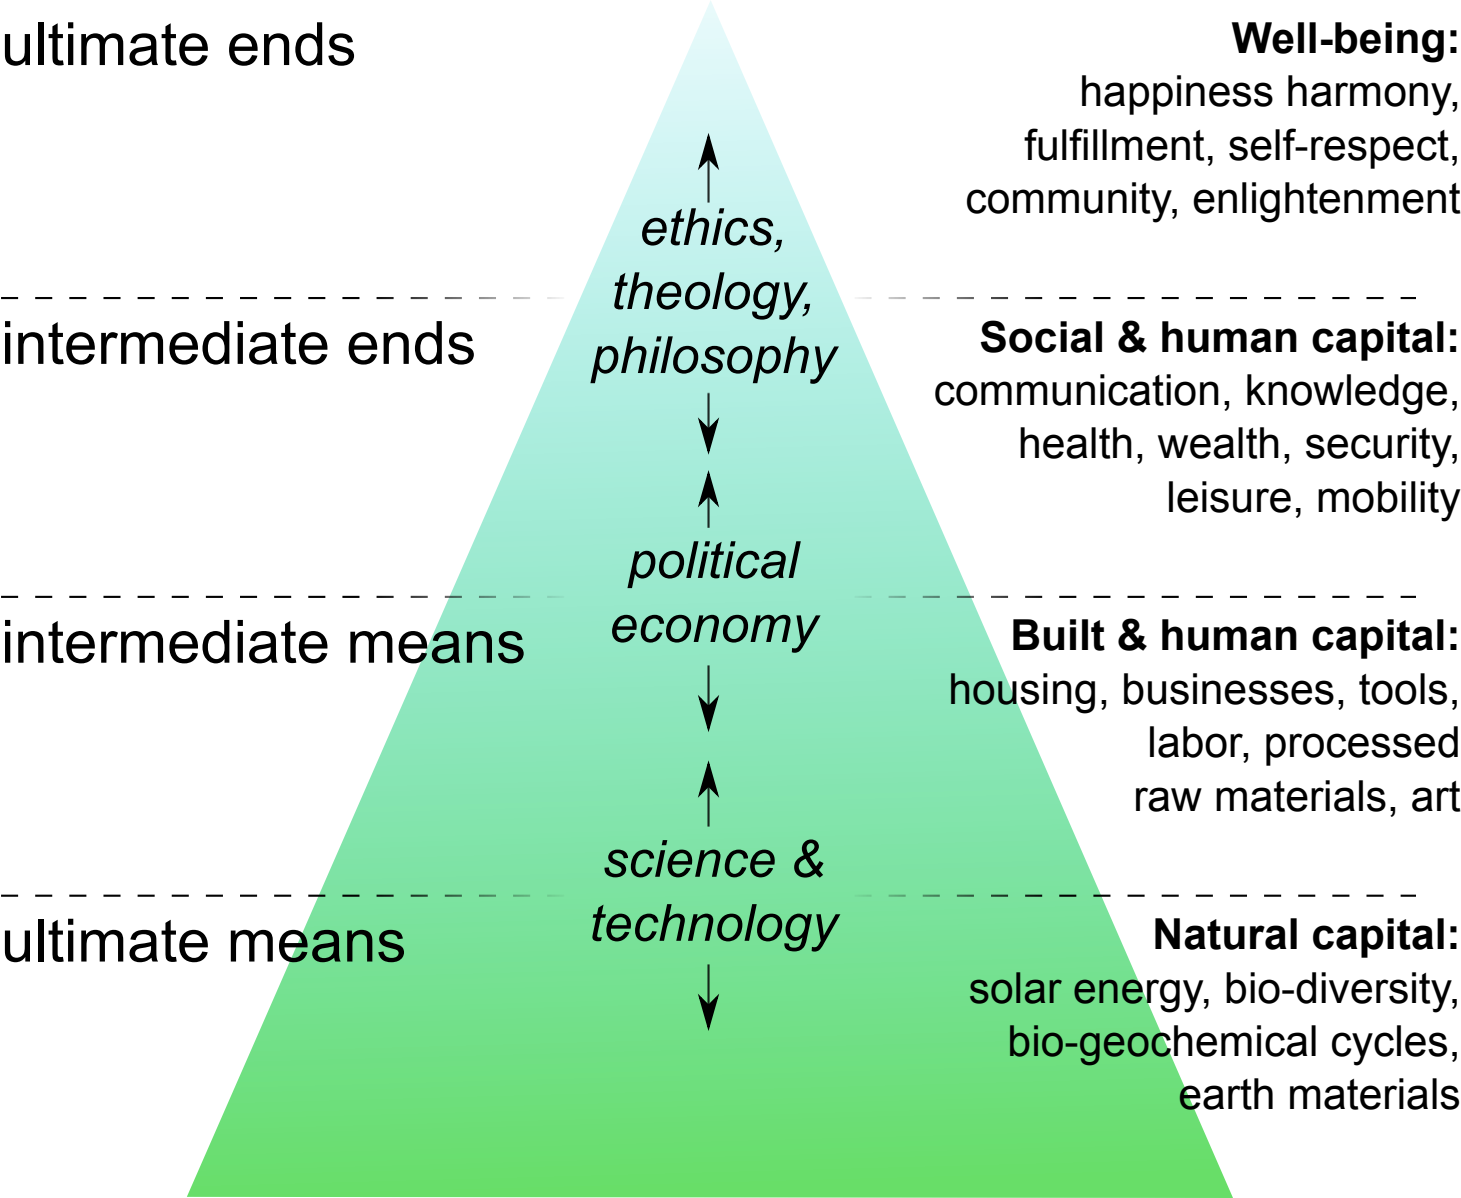 ultimate ends
Well-being:
happiness harmony,
fulfillment, self-respect,
community, enlightenment
ethics,
theology,
philosophy
intermediate ends
Social & human capital:
communication, knowledge,
health, wealth, security,
leisure, mobility
political
economy
intermediate means
Built & human capital:
housing, businesses, tools,
labor, processed
raw materials, art
science &
technology
ultimate means
Natural capital:
solar energy, bio-diversity,
bio-geochemical cycles,
earth materials